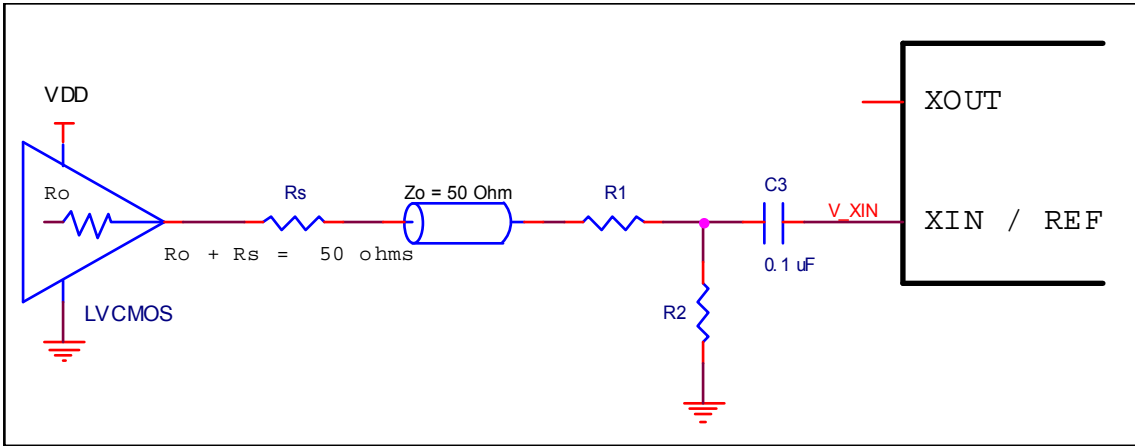 VDD
XOUT
Ro
Rs
Zo = 50 Ohm
R1
C3
V_XIN
XIN / REF
Ro + Rs = 50 ohms
0.1 uF
LVCMOS
R2